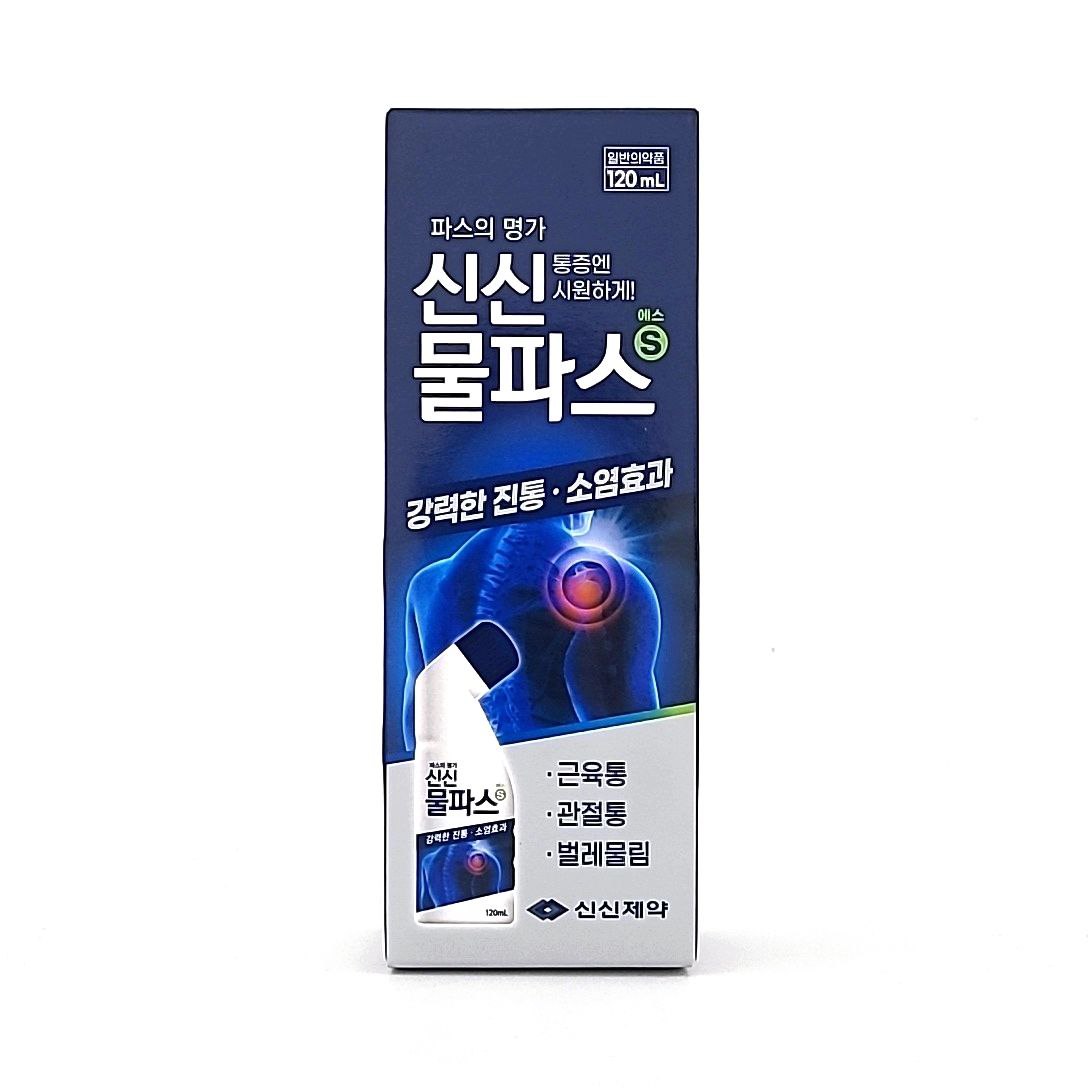 일반의약품
120 mL
파스의 명가
신신
통증엔
시원하게!
물파스
에스
S
강력한 진통·소염효과
파스의 명가
신신
물파스
S
강력한 진통·소염효과
120mL
·근육통
·관절통
·벌레물림
신신제약